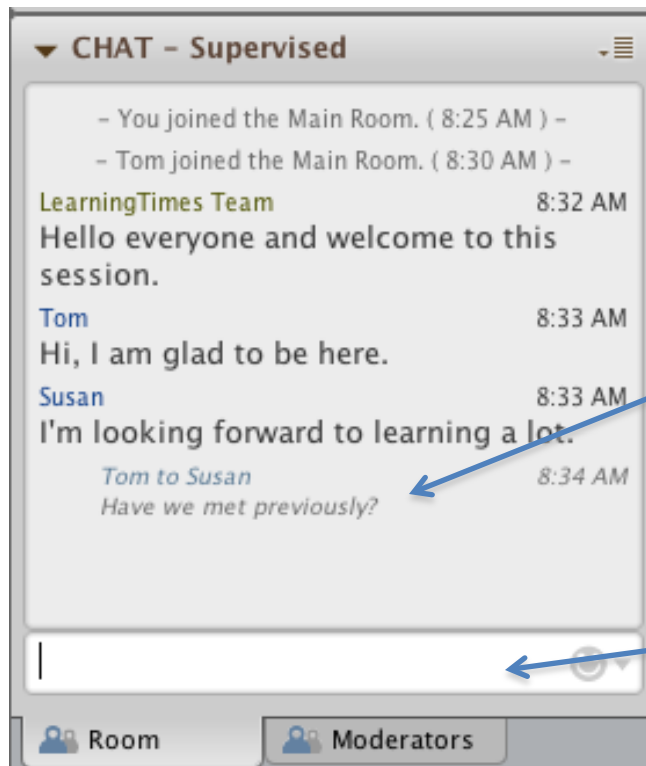 CHAT – Supervised
– You joined the Main Room. ( 8:25 AM ) –
– Tom joined the Main Room. ( 8:30 AM ) –
LearningTimes Team 8:32 AM
Hello everyone and welcome to this
session.
Tom 8:33 AM
Hi, I am glad to be here.
Susan 8:33 AM
I'm looking forward to learning a lot.
Tom to Susan 8:34 AM
Have we met previously?
Room Moderators